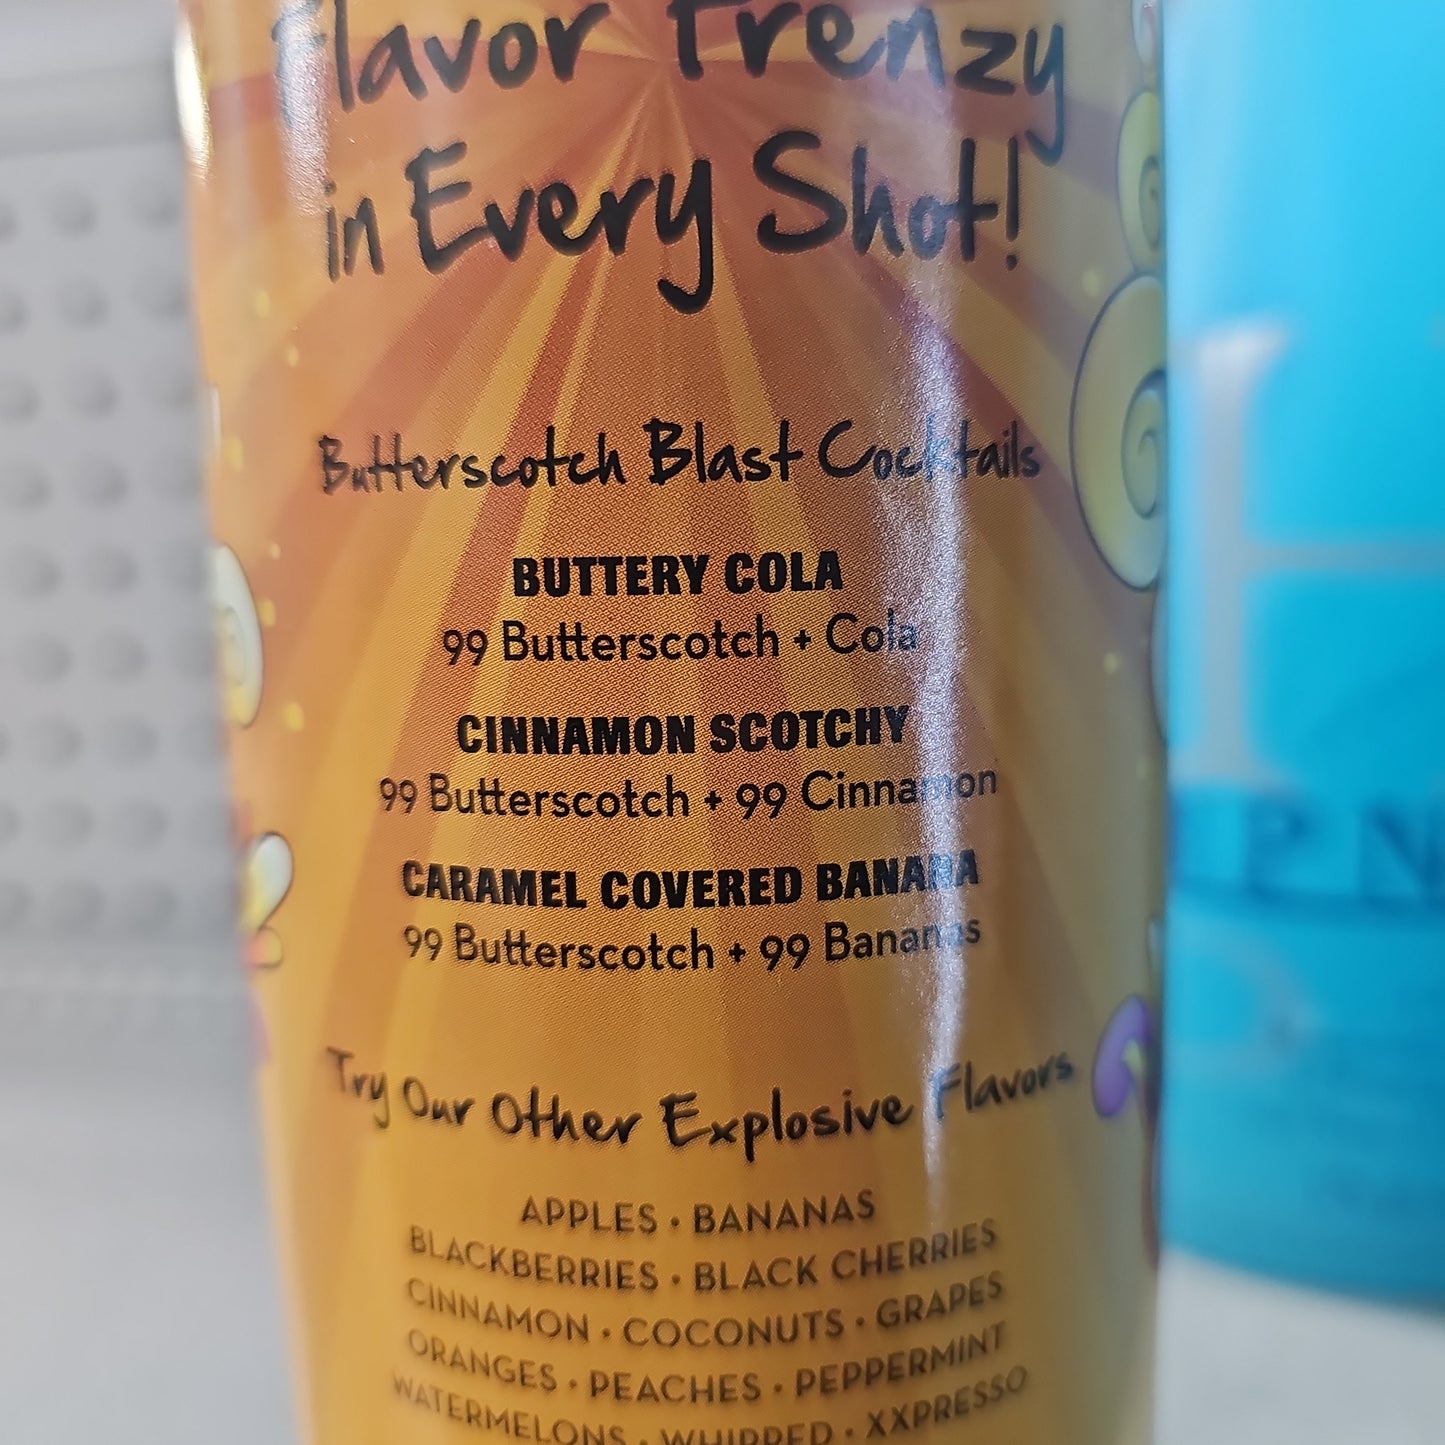 Flavor Frenzy
in Every Shot!
Butterscotch Blast Cocktails
BUTTERY COLA
99 Butterscotch + Cola
CINNAMON SCOTCHY
99 Butterscotch + 99 Cinnamon
CARAMEL COVERED BANANA
99 Butterscotch + 99 Bananas
Try Our Other Explosive Flavors
APPLES · BANANAS
BLACKBERRIES · BLACK CHERRIES
CINNAMON · COCONUTS · GRAPES
ORANGES · PEACHES · PEPPERMINT
WATERMELONS · WHIPPED · XXPRESSO